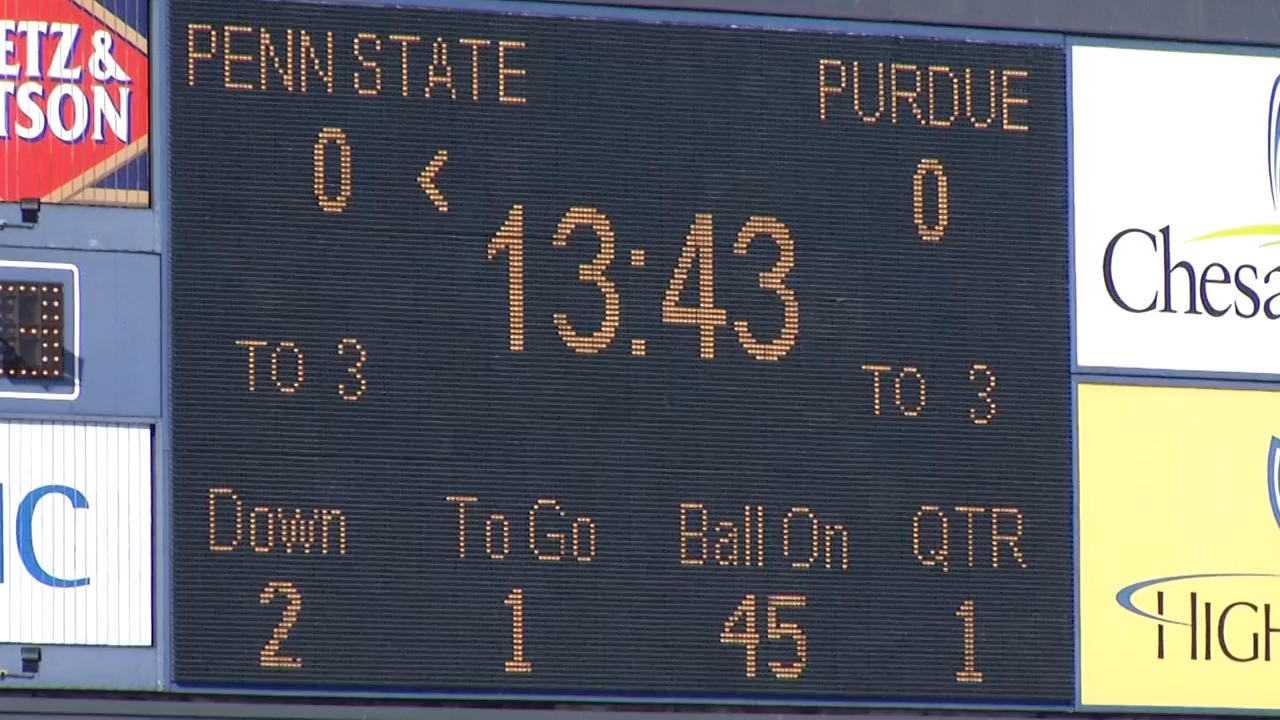 PENN STATE PURDUE
0 < 0
13:43
TO 3 TO 3
Down To Go Ball On QTR
2 1 45 1
ETZ &
TSON
IC
Chesa
HIGH